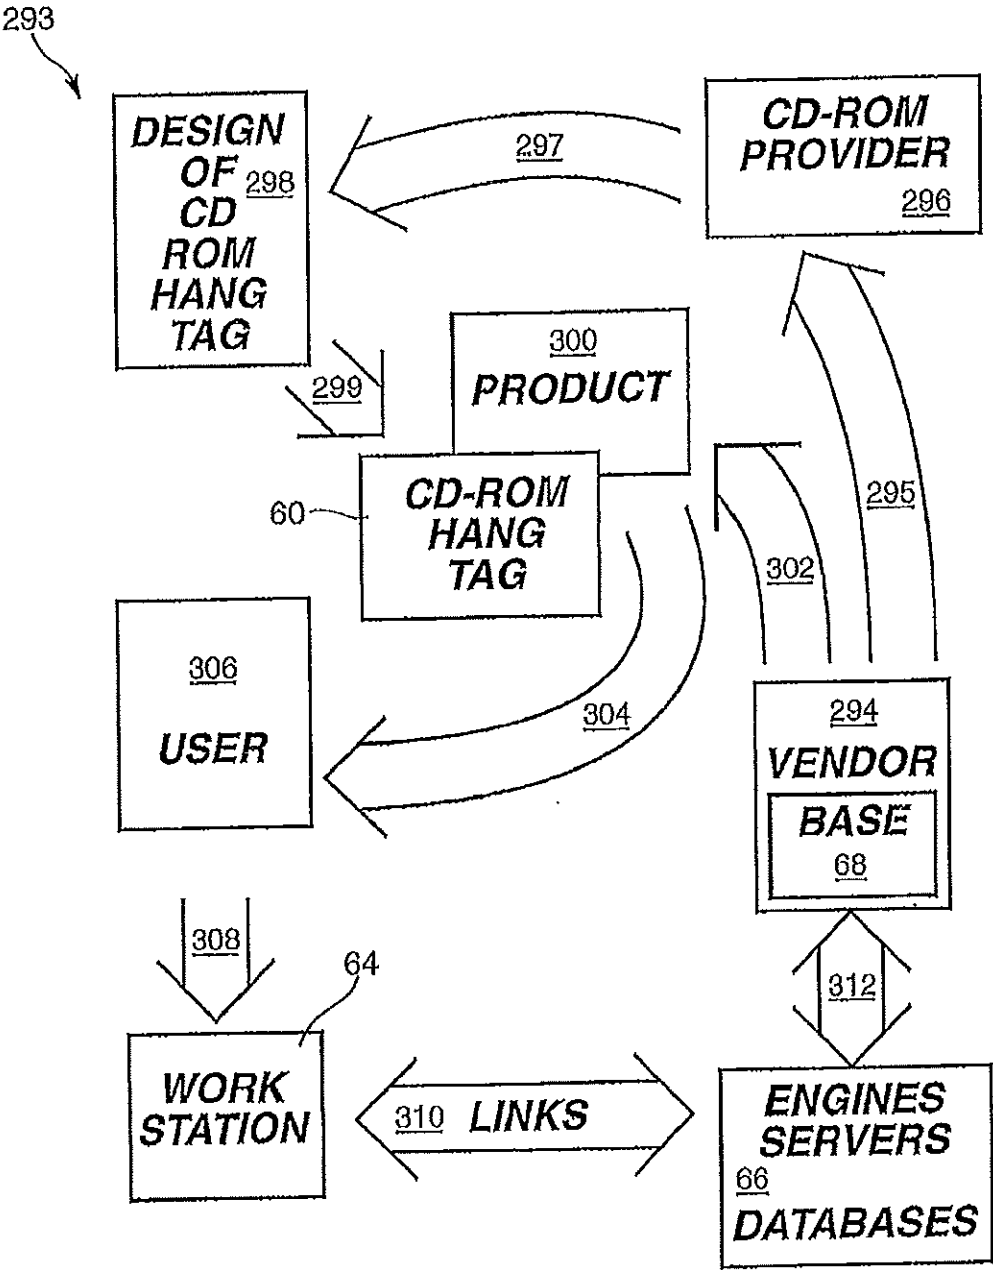 293
DESIGN
OF 298
CD
ROM
HANG
TAG
297
CD-ROM
PROVIDER
296
299
300
PRODUCT
60
CD-ROM
HANG
TAG
302
295
306
USER
304
294
VENDOR
BASE
68
308
64
312
WORK
STATION
310 LINKS
ENGINES
SERVERS
66
DATABASES